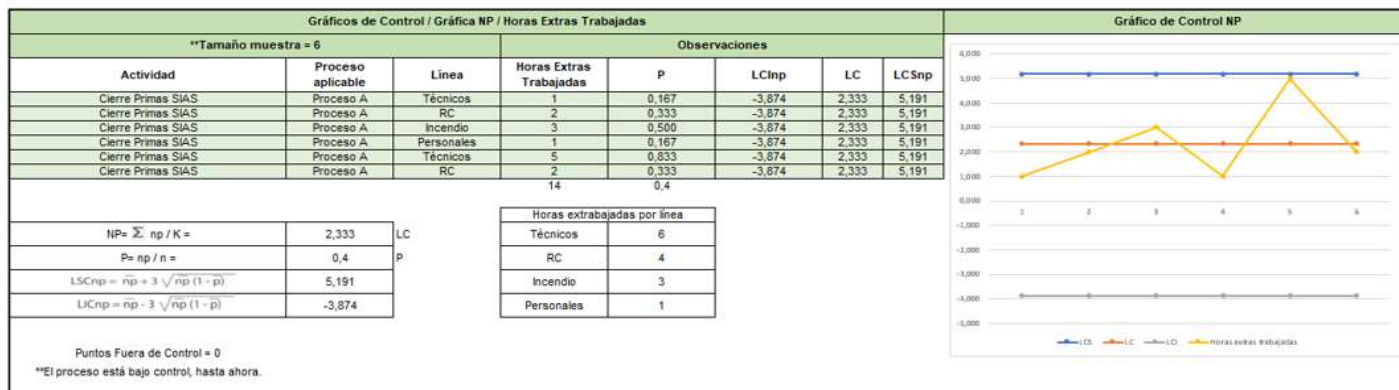 Gráficos de Control / Gráfica NP / Horas Extras Trabajadas
**Tamaño muestra = 6 Observaciones
Actividad Proceso aplicable Línea Horas Extras Trabajadas P LCInp LC LCSnp
Cierre Primas SIAS Proceso A Técnicos 1 0,167 -3,874 2,333 5,191
Cierre Primas SIAS Proceso A RC 2 0,333 -3,874 2,333 5,191
Cierre Primas SIAS Proceso A Incendio 3 0,500 -3,874 2,333 5,191
Cierre Primas SIAS Proceso A Personales 1 0,167 -3,874 2,333 5,191
Cierre Primas SIAS Proceso A Técnicos 5 0,833 -3,874 2,333 5,191
Cierre Primas SIAS Proceso A RC 2 0,333 -3,874 2,333 5,191
14 0,4
NP= Σ np / K = 2,333 LC
P= np / n = 0,4 P
LSCnp = n̅p̅ + 3 √n̅p̅ (1 - p̅) 5,191
LICnp = n̅p̅ - 3 √n̅p̅ (1 - p̅) -3,874
Horas extrabajadas por línea
Técnicos 6
RC 4
Incendio 3
Personales 1
Puntos Fuera de Control = 0
**El proceso está bajo control, hasta ahora.
Gráfico de Control NP
6,000
5,000
4,000
3,000
2,000
1,000
0,000
-1,000
-2,000
-3,000
-4,000
-5,000
1 2 3 4 5 6
LCS LC LCI Horas extras trabajadas